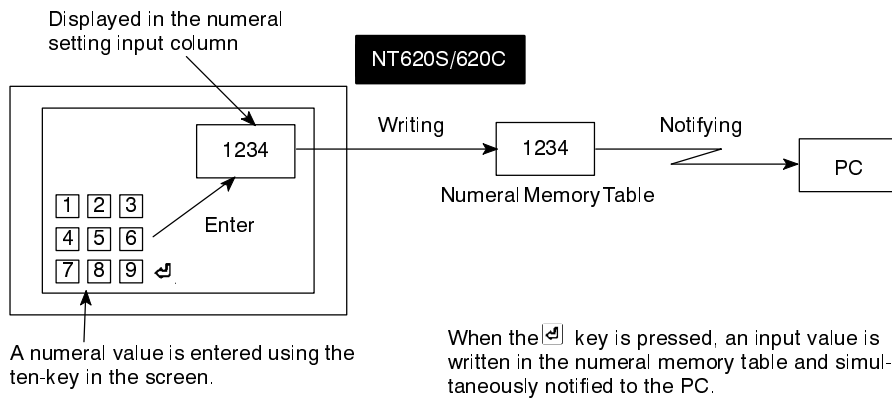 Displayed in the numeral
setting input column
NT620S/620C
1234
Writing
1234
Notifying
PC
Numeral Memory Table
1 2 3
4 5 6
7 8 9
Enter
A numeral value is entered using the
ten-key in the screen.
When the key is pressed, an input value is
written in the numeral memory table and simul-
taneously notified to the PC.